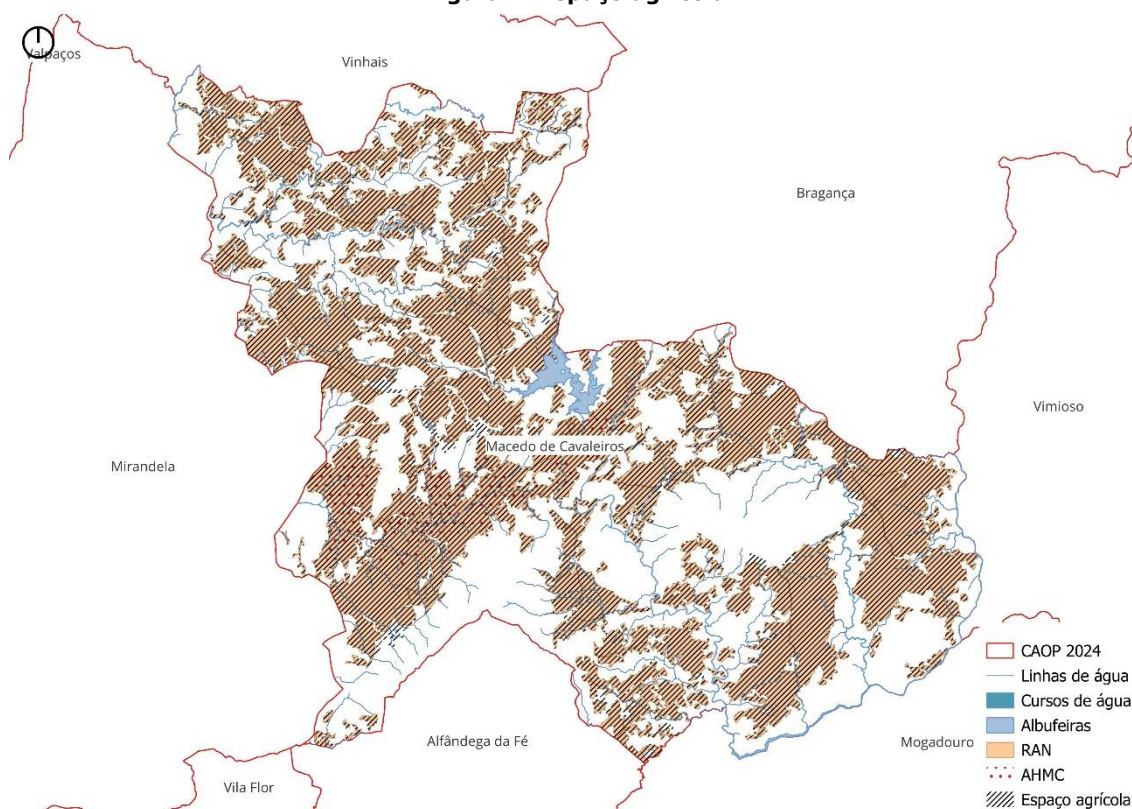 Valpaços
Vinhais
Bragança
Vimioso
Mirandela
Macedo de Cavaleiros
Alfândega da Fé
Mogadouro
Vila Flor
CAOP 2024
Linhas de água
Cursos de água
Albufeiras
RAN
AHMC
Espaço agrícola